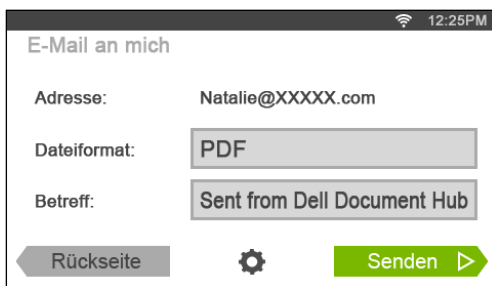 12:25PM
E-Mail an mich
Adresse: Natalie@XXXXX.com
Dateiformat: PDF
Betreff: Sent from Dell Document Hub
Rückseite Senden